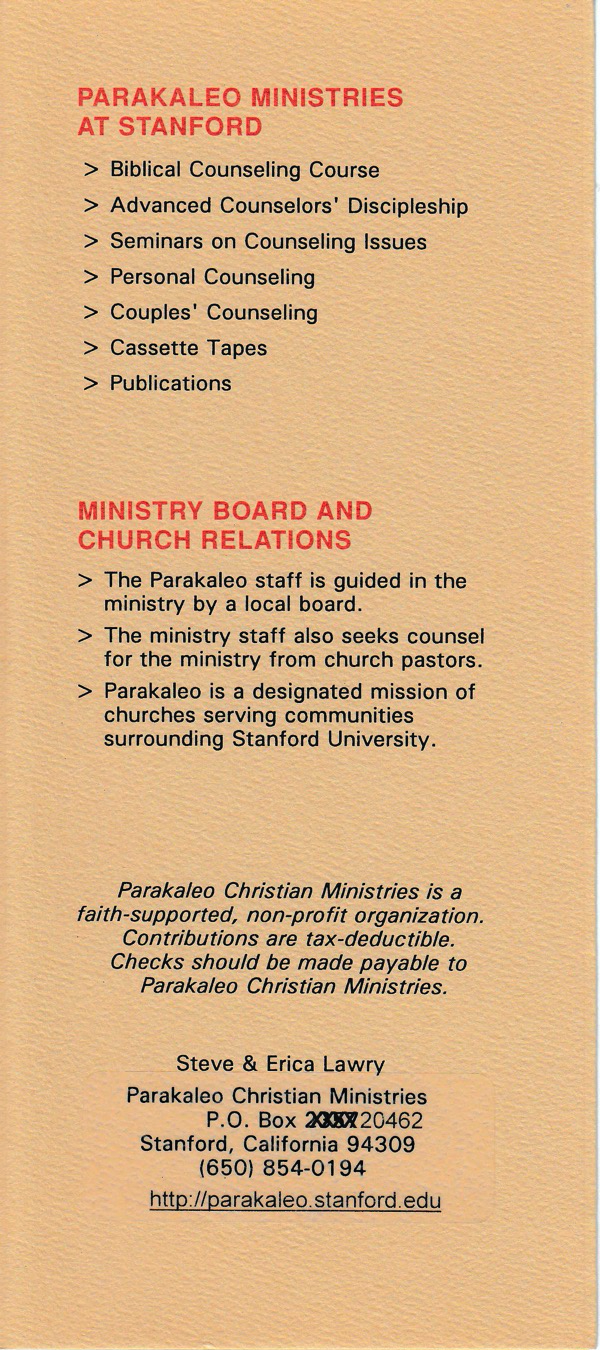 PARAKALEO MINISTRIES
AT STANFORD
> Biblical Counseling Course
> Advanced Counselors' Discipleship
> Seminars on Counseling Issues
> Personal Counseling
> Couples' Counseling
> Cassette Tapes
> Publications
MINISTRY BOARD AND
CHURCH RELATIONS
> The Parakaleo staff is guided in the
ministry by a local board.
> The ministry staff also seeks counsel
for the ministry from church pastors.
> Parakaleo is a designated mission of
churches serving communities
surrounding Stanford University.
Parakaleo Christian Ministries is a
faith-supported, non-profit organization.
Contributions are tax-deductible.
Checks should be made payable to
Parakaleo Christian Ministries.
Steve & Erica Lawry
Parakaleo Christian Ministries
P.O. Box 20462
Stanford, California 94309
(650) 854-0194
http://parakaleo.stanford.edu